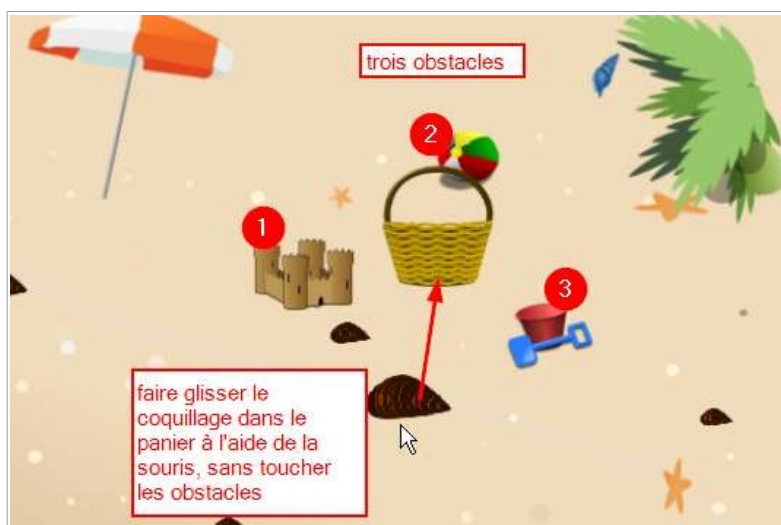 trois obstacles
2
1
3
faire glisser le
coquillage dans le
panier à l'aide de la
souris, sans toucher
les obstacles